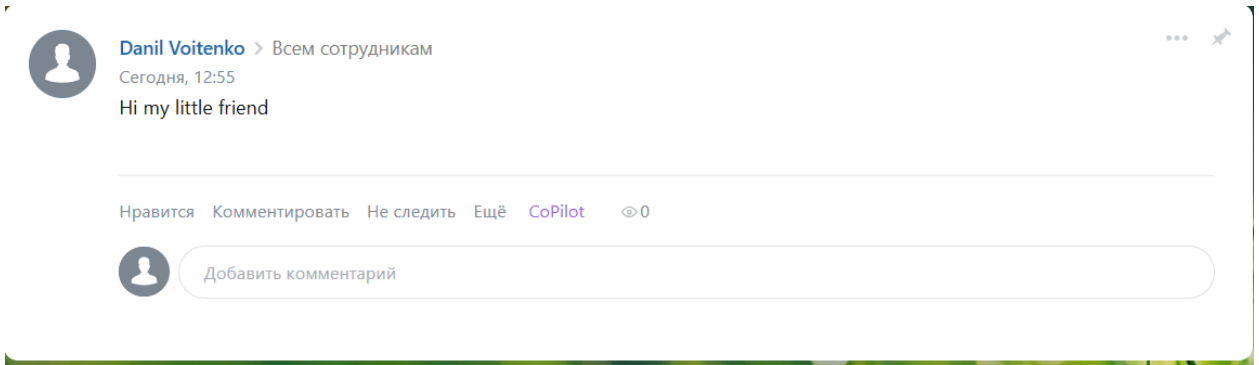 Danil Voitenko > Всем сотрудникам
Сегодня, 12:55
Hi my little friend
Нравится Комментировать Не следить Ещё CoPilot 0
Добавить комментарий